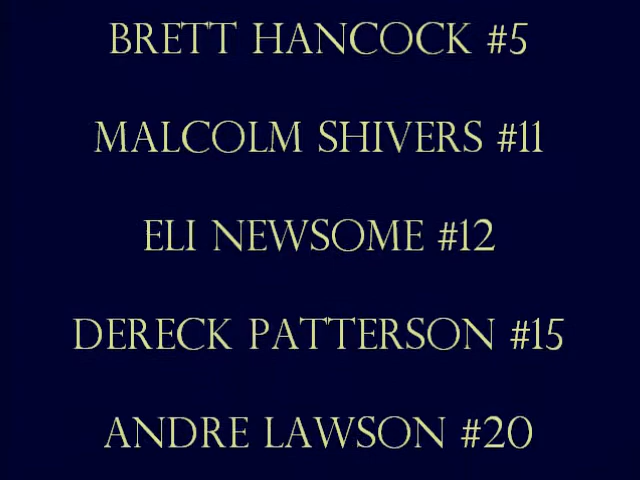 BRETT HANCOCK #5
MALCOLM SHIVERS #11
ELI NEWSOME #12
DERECK PATTERSON #15
ANDRE LAWSON #20